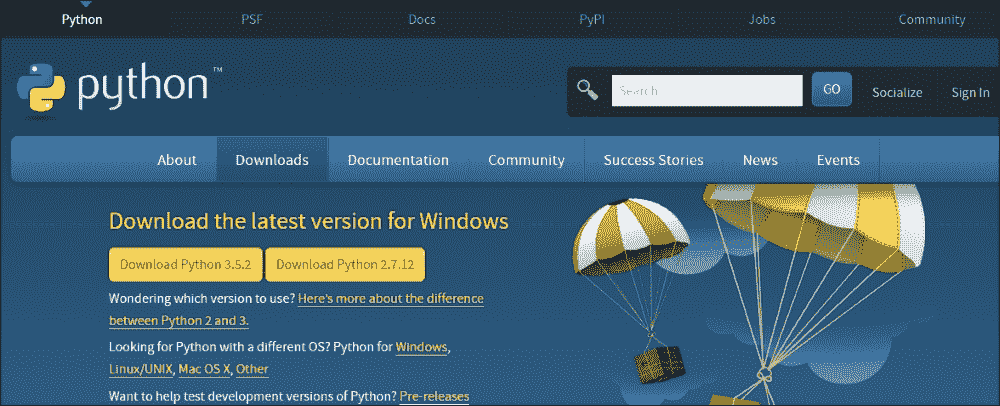 Python PSF Docs PyPI Jobs Community
python™
Search GO Socialize Sign In
About Downloads Documentation Community Success Stories News Events
Download the latest version for Windows
Download Python 3.5.2 Download Python 2.7.12
Wondering which version to use? Here's more about the difference
between Python 2 and 3.
Looking for Python with a different OS? Python for Windows,
Linux/UNIX, Mac OS X, Other
Want to help test development versions of Python? Pre-releases